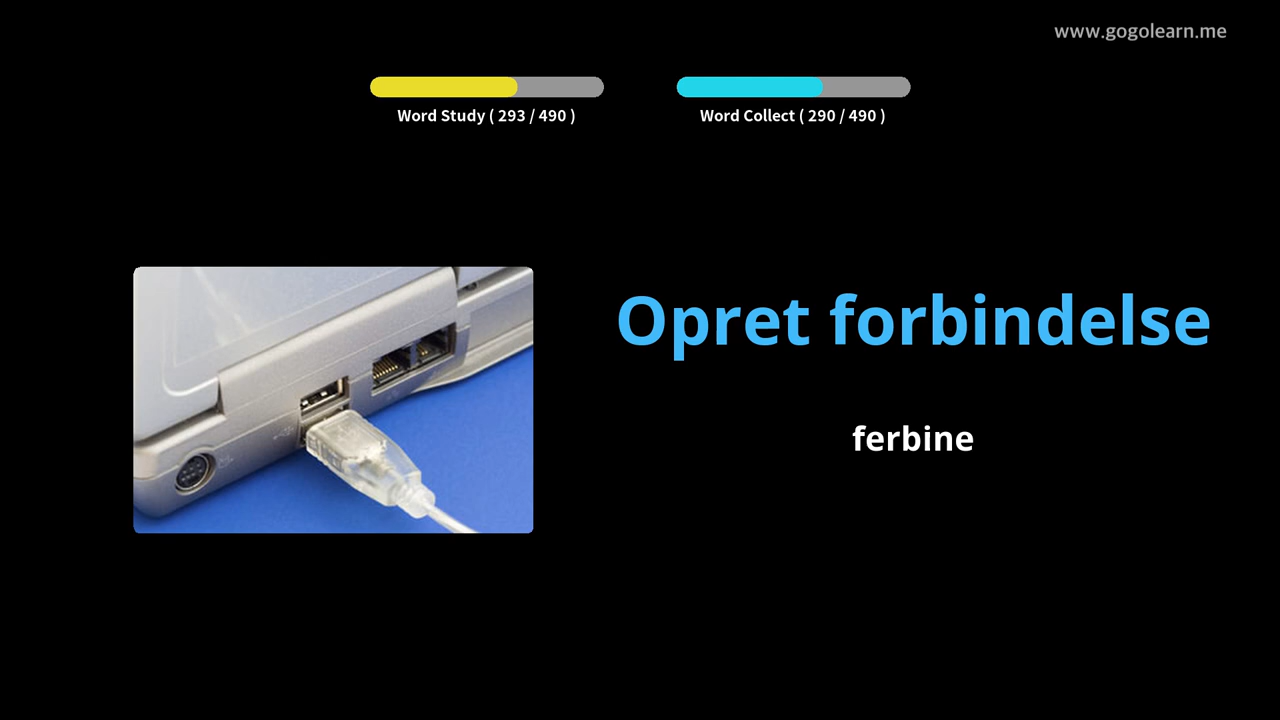 www.gogolearn.me
Word Study ( 293 / 490 )
Word Collect ( 290 / 490 )
Opret forbindelse
ferbine